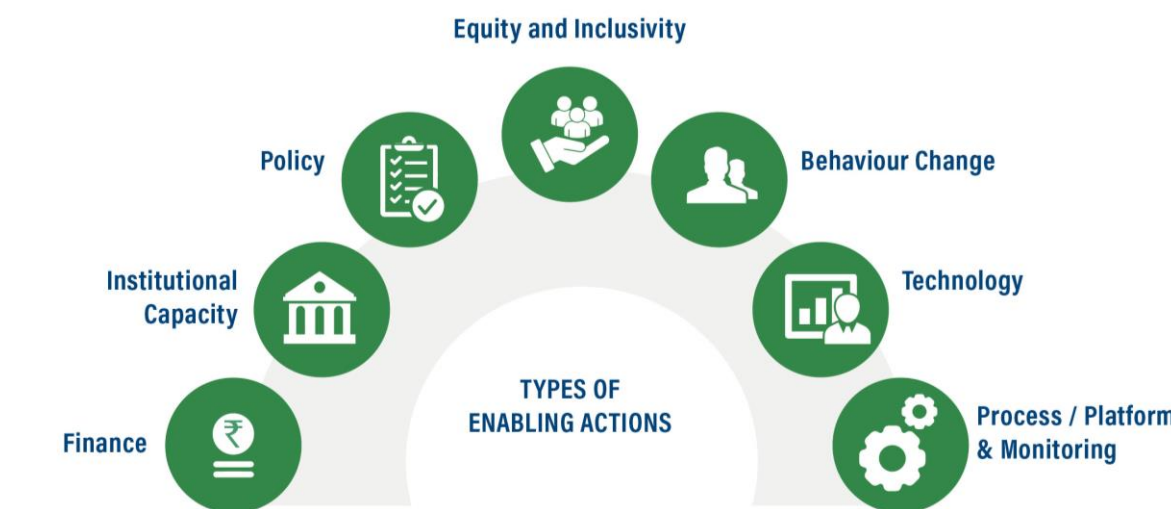 Equity and Inclusivity
Policy
Behaviour Change
Institutional
Capacity
Technology
TYPES OF
ENABLING ACTIONS
Finance
₹
Process / Platform
& Monitoring